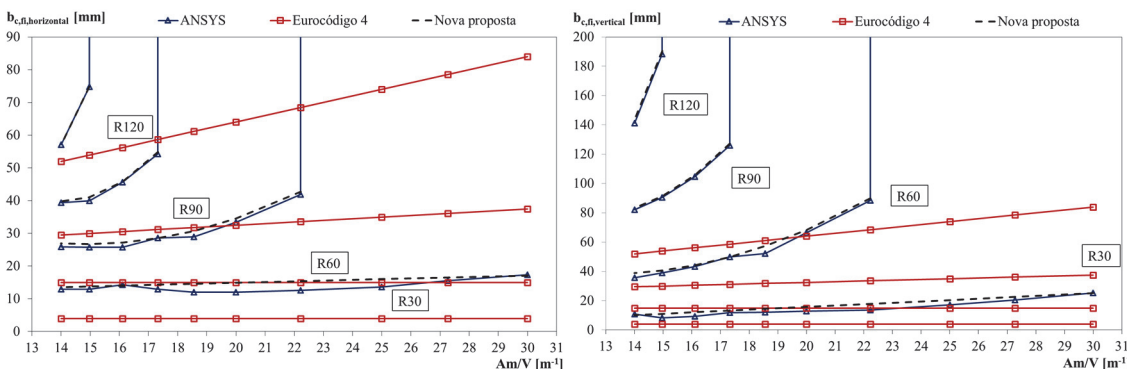 b_c,fi,horizontal [mm]
ANSYS
Eurocódigo 4
Nova proposta
90
80
70
60
50
40
30
20
10
0
R120
R90
R60
R30
13 14 15 16 17 18 19 20 21 22 23 24 25 26 27 28 29 30 31
Am/V [m⁻¹]
b_c,fi,vertical [mm]
ANSYS
Eurocódigo 4
Nova proposta
200
180
160
140
120
100
80
60
40
20
0
R120
R90
R60
R30
13 14 15 16 17 18 19 20 21 22 23 24 25 26 27 28 29 30 31
Am/V [m⁻¹]